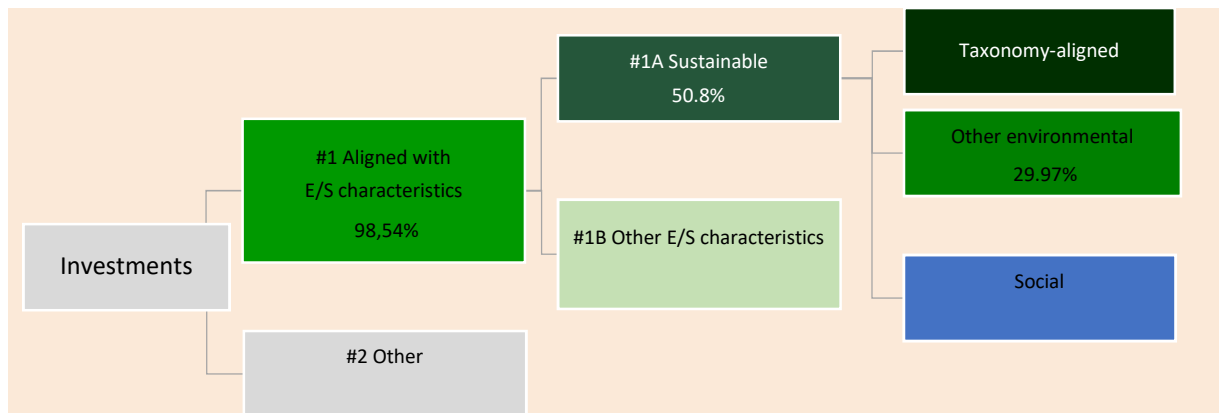 Investments
#1 Aligned with
E/S characteristics
98,54%
#2 Other
#1A Sustainable
50.8%
#1B Other E/S characteristics
Taxonomy-aligned
Other environmental
29.97%
Social